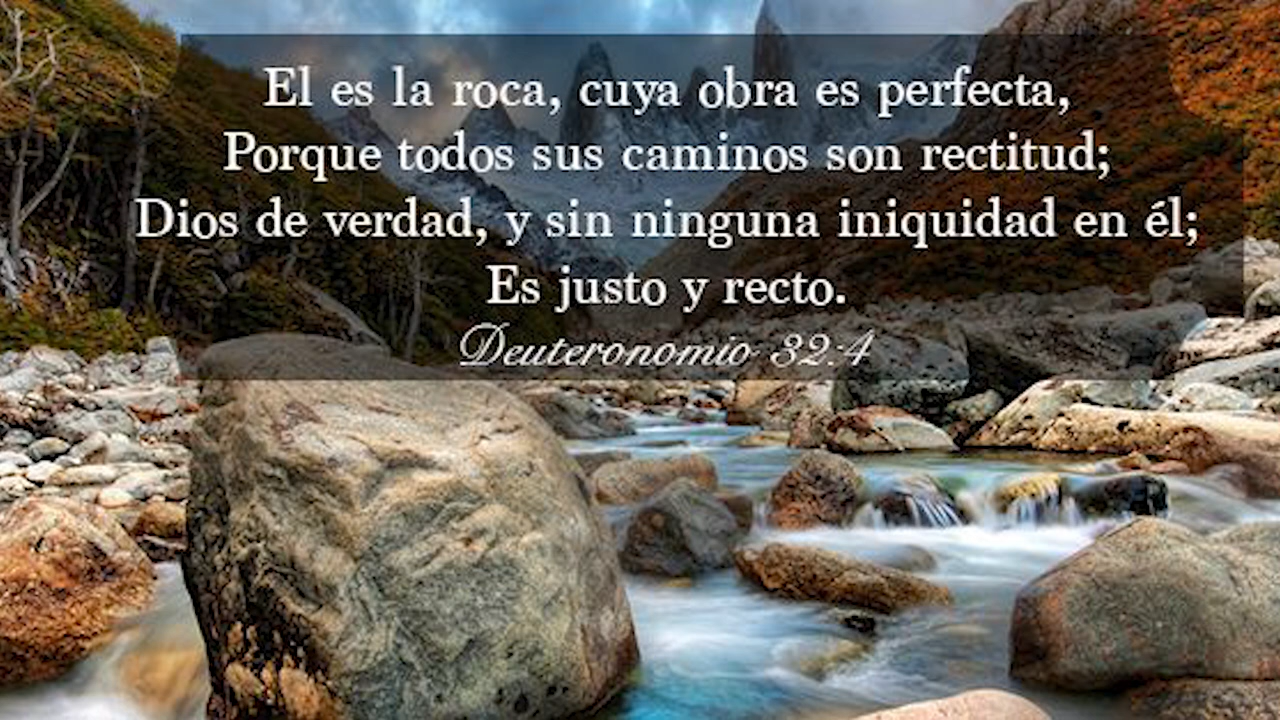 El es la roca, cuya obra es perfecta,
Porque todos sus caminos son rectitud;
Dios de verdad, y sin ninguna iniquidad en él;
Es justo y recto.
Deuteronomio 32:4